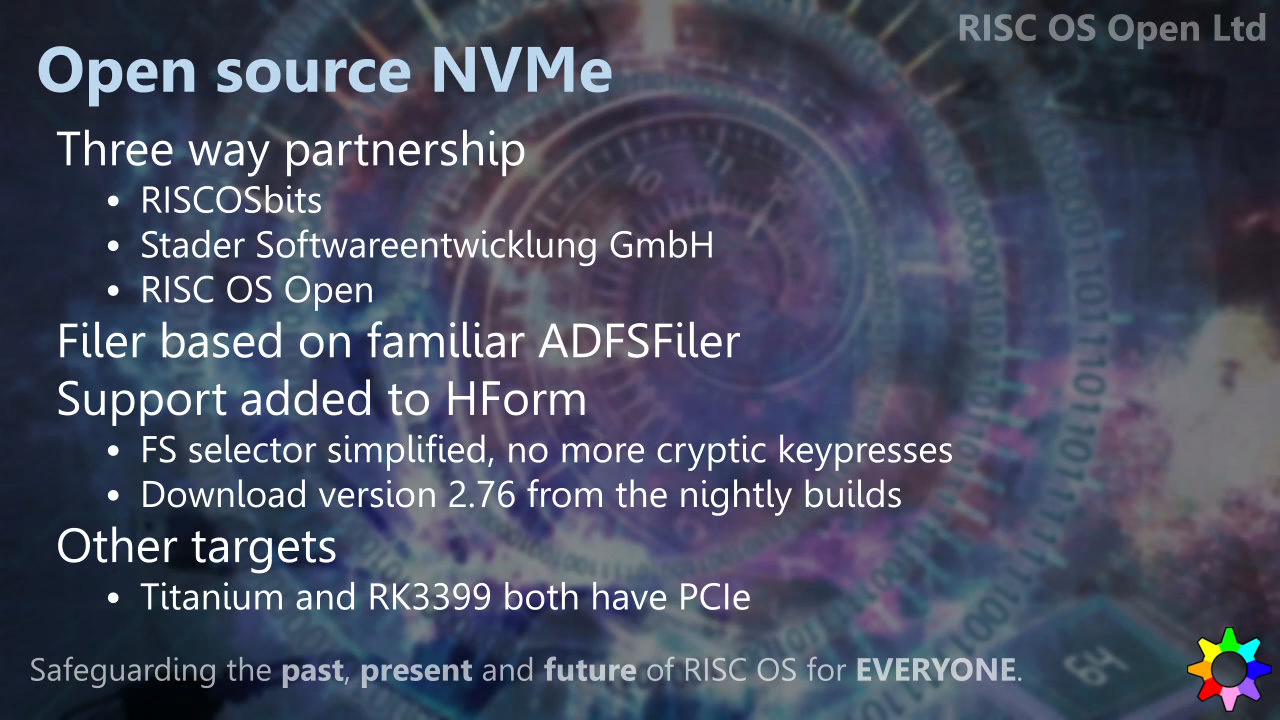 RISC OS Open Ltd
Open source NVMe
Three way partnership
• RISCOSbits
• Stader Softwareentwicklung GmbH
• RISC OS Open
Filer based on familiar ADFSFiler
Support added to HForm
• FS selector simplified, no more cryptic keypresses
• Download version 2.76 from the nightly builds
Other targets
• Titanium and RK3399 both have PCIe
Safeguarding the past, present and future of RISC OS for EVERYONE.
64